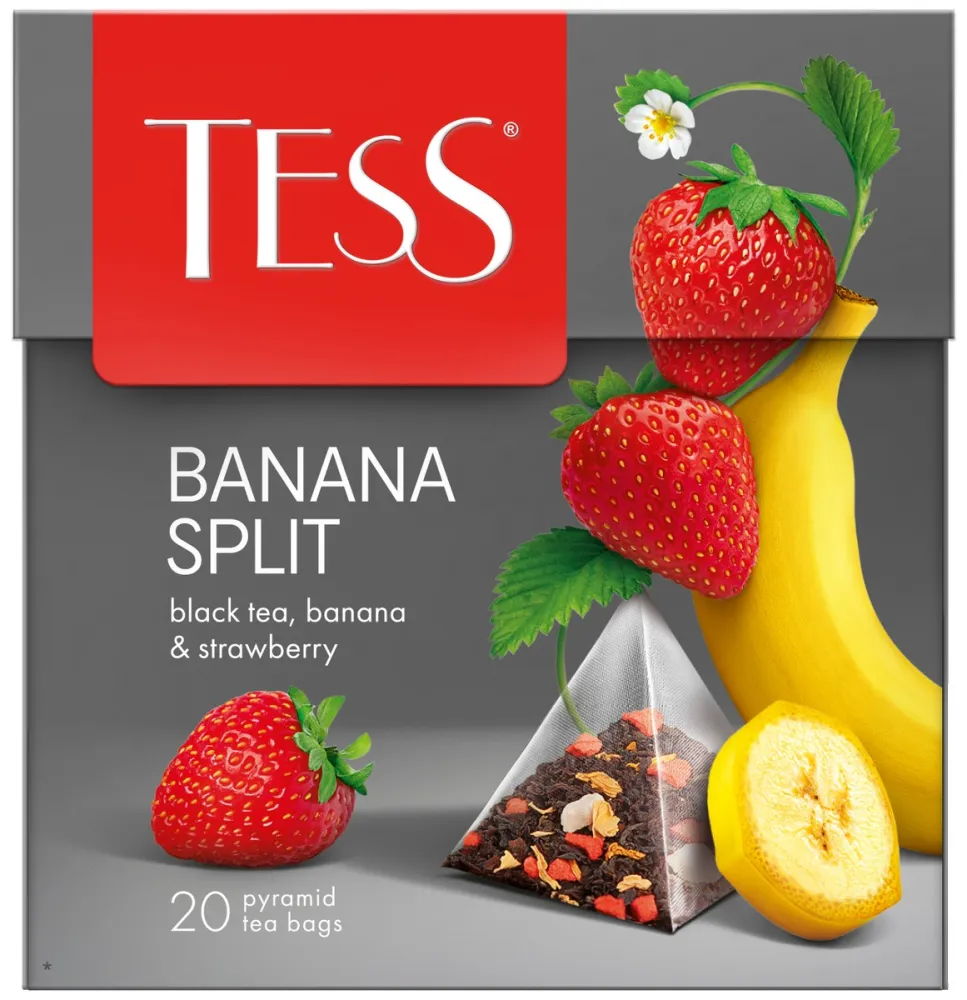 TESS®
BANANA
SPLIT
black tea, banana
& strawberry
20 pyramid
tea bags
*